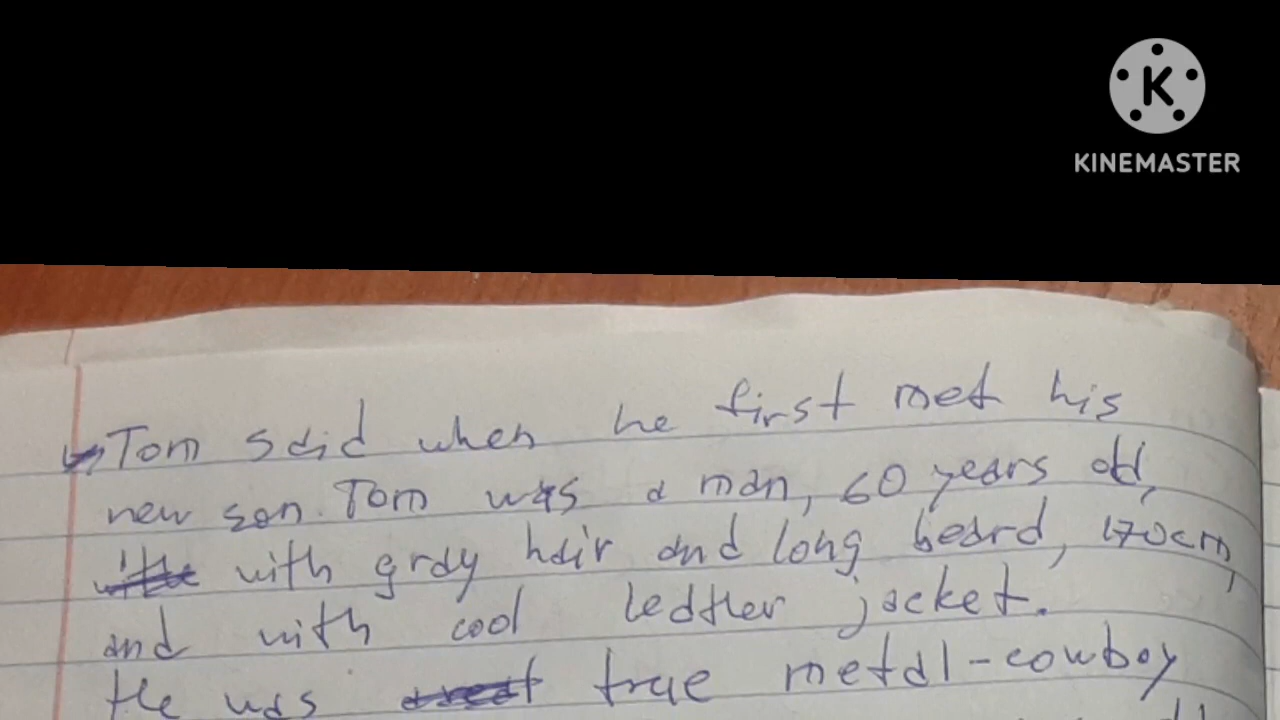 KINEMASTER
Tom said when he first met his
new son. Tom was a man, 60 years old,
with gray hair and long beard, 170cm,
and with cool leather jacket.
He was true metal-cowboy